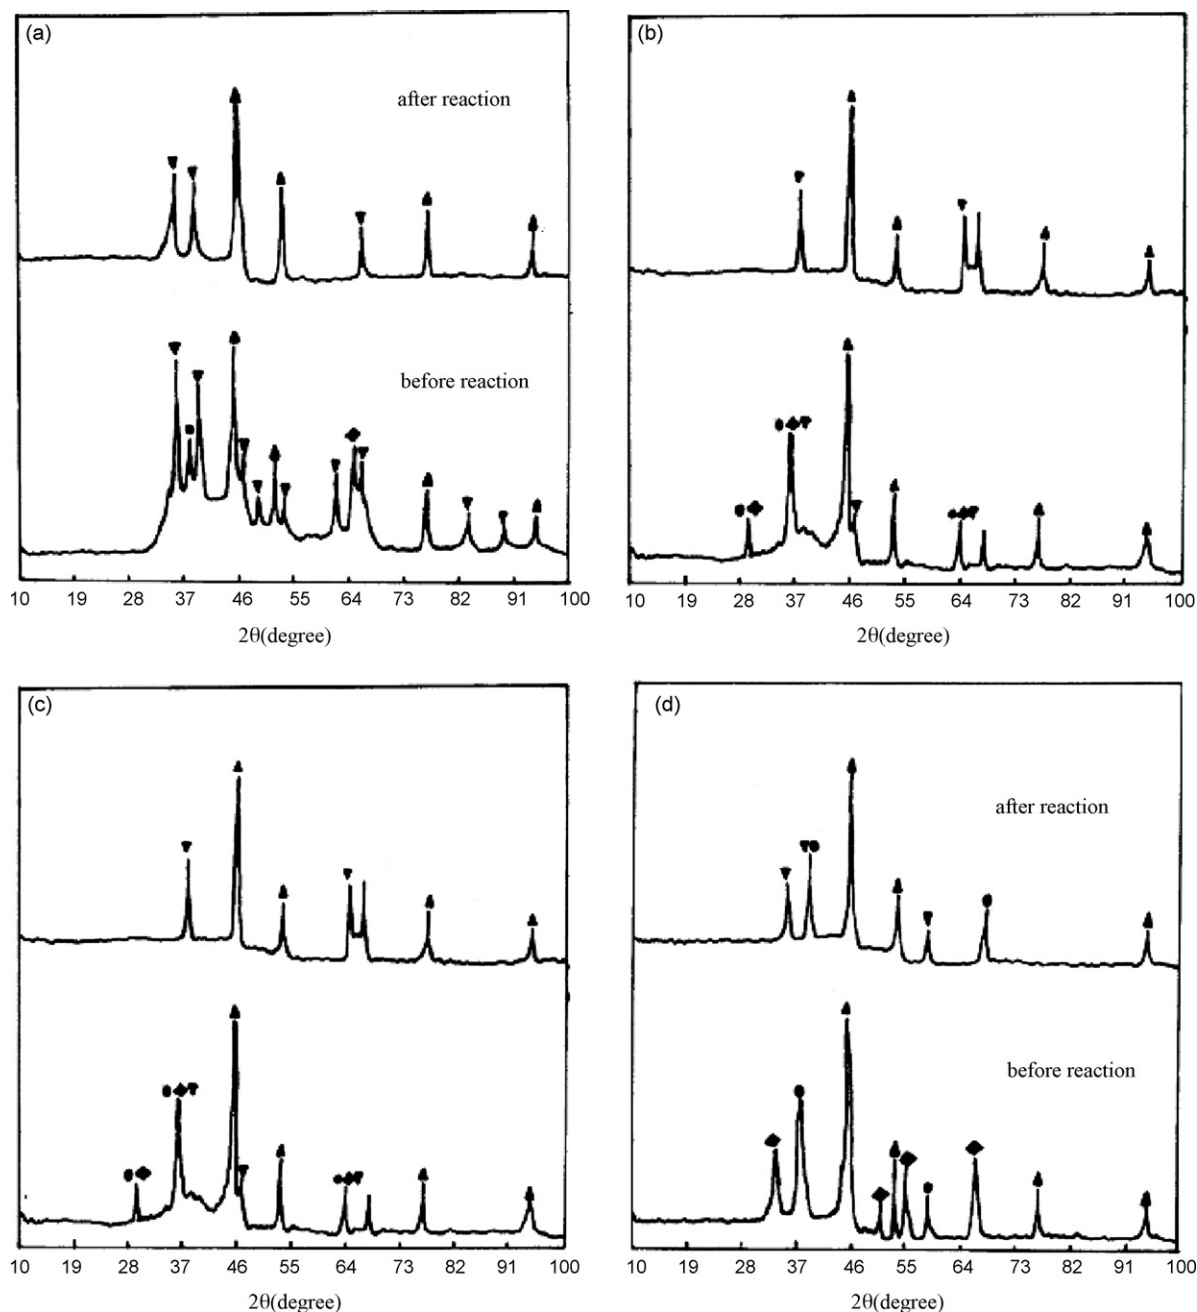 (a)
after reaction
before reaction
10 19 28 37 46 55 64 73 82 91 100
2θ(degree)
(b)
10 19 28 37 46 55 64 73 82 91 100
2θ(degree)
(c)
10 19 28 37 46 55 64 73 82 91 100
2θ(degree)
(d)
after reaction
before reaction
10 19 28 37 46 55 64 73 82 91 100
2θ(degree)